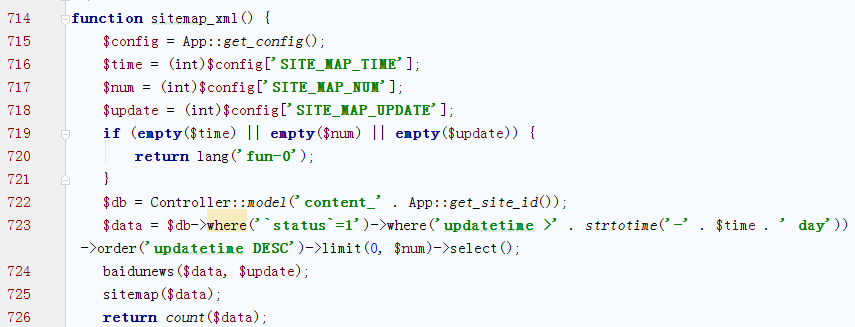 714 function sitemap_xml() {
715 $config = App::get_config();
716 $time = (int)$config['SITE_MAP_TIME'];
717 $num = (int)$config['SITE_MAP_NUM'];
718 $update = (int)$config['SITE_MAP_UPDATE'];
719 if (empty($time) || empty($num) || empty($update)) {
720 return lang('fun-0');
721 }
722 $db = Controller::model('content_' . App::get_site_id());
723 $data = $db->where('`status`=1')->where('updatetime >' . strtotime('-' . $time . ' day'))
->order('updatetime DESC')->limit(0, $num)->select();
724 baidunews($data, $update);
725 sitemap($data);
726 return count($data);